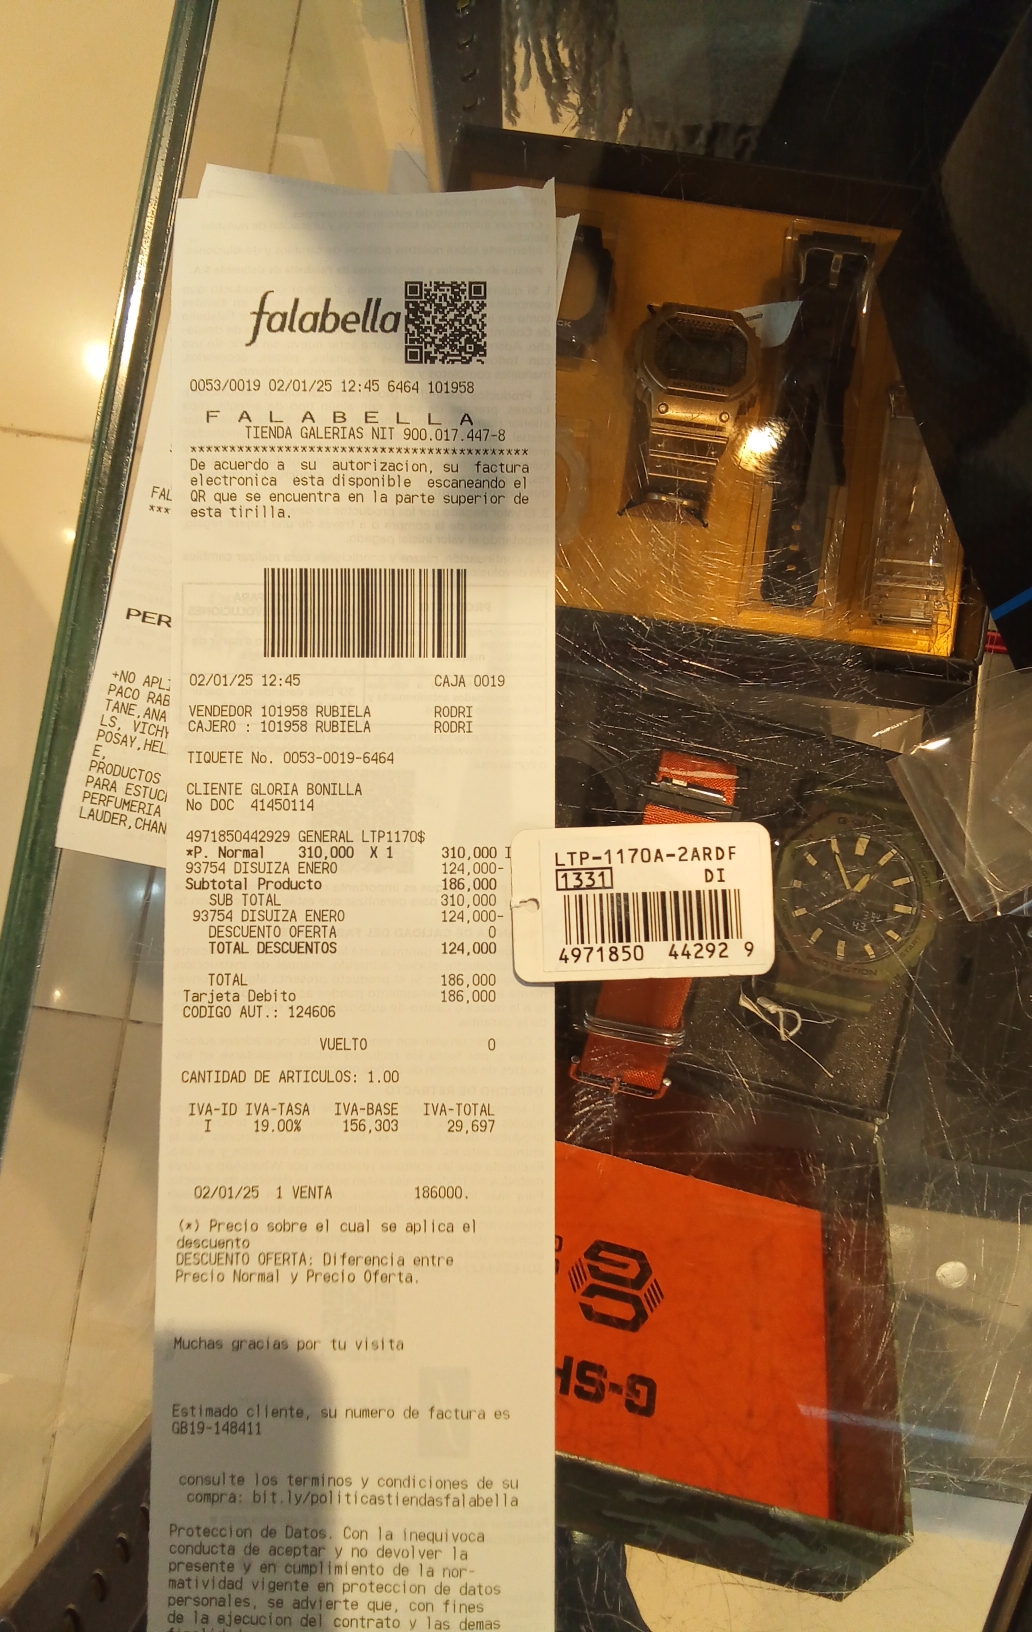 falabella
0053/0019 02/01/25 12:45 6464 101958
F A L A B E L L A
TIENDA GALERIAS NIT 900.017.447-8
*******************************************
De acuerdo a su autorizacion, su factura
electronica esta disponible escaneando el
QR que se encuentra en la parte superior de
esta tirilla.
02/01/25 12:45 CAJA 0019
VENDEDOR 101958 RUBIELA RODRI
CAJERO : 101958 RUBIELA RODRI
TIQUETE No. 0053-0019-6464
CLIENTE GLORIA BONILLA
No DOC 41450114
4971850442929 GENERAL LTP1170$
*P. Normal 310,000 X 1 310,000 I
93754 DISUIZA ENERO 124,000-
Subtotal Producto 186,000
SUB TOTAL 310,000
93754 DISUIZA ENERO 124,000-
DESCUENTO OFERTA 0
TOTAL DESCUENTOS 124,000
TOTAL 186,000
Tarjeta Debito 186,000
CODIGO AUT.: 124606
VUELTO 0
CANTIDAD DE ARTICULOS: 1.00
IVA-ID IVA-TASA IVA-BASE IVA-TOTAL
I 19.00% 156,303 29,697
02/01/25 1 VENTA 186000.
(*) Precio sobre el cual se aplica el
descuento
DESCUENTO OFERTA: Diferencia entre
Precio Normal y Precio Oferta.
Muchas gracias por tu visita
Estimado cliente, su numero de factura es
GB19-148411
consulte los terminos y condiciones de su
compra: bit.ly/politicastiendasfalabella
Proteccion de Datos. Con la inequivoca
conducta de aceptar y no devolver la
presente y en cumplimiento de la nor-
matividad vigente en proteccion de datos
personales, se advierte que, con fines
de la ejecucion del contrato y las demas
FAL
***
PER
+NO APL
PACO RAB
TANE,ANA
LS, VICHY
POSAY,HEL
E,
PRODUCTOS
PARA ESTUC
PERFUMERIA
LAUDER,CHAN
LTP-1170A-2ARDF
1331 DI
4971850 44292 9
G-SH